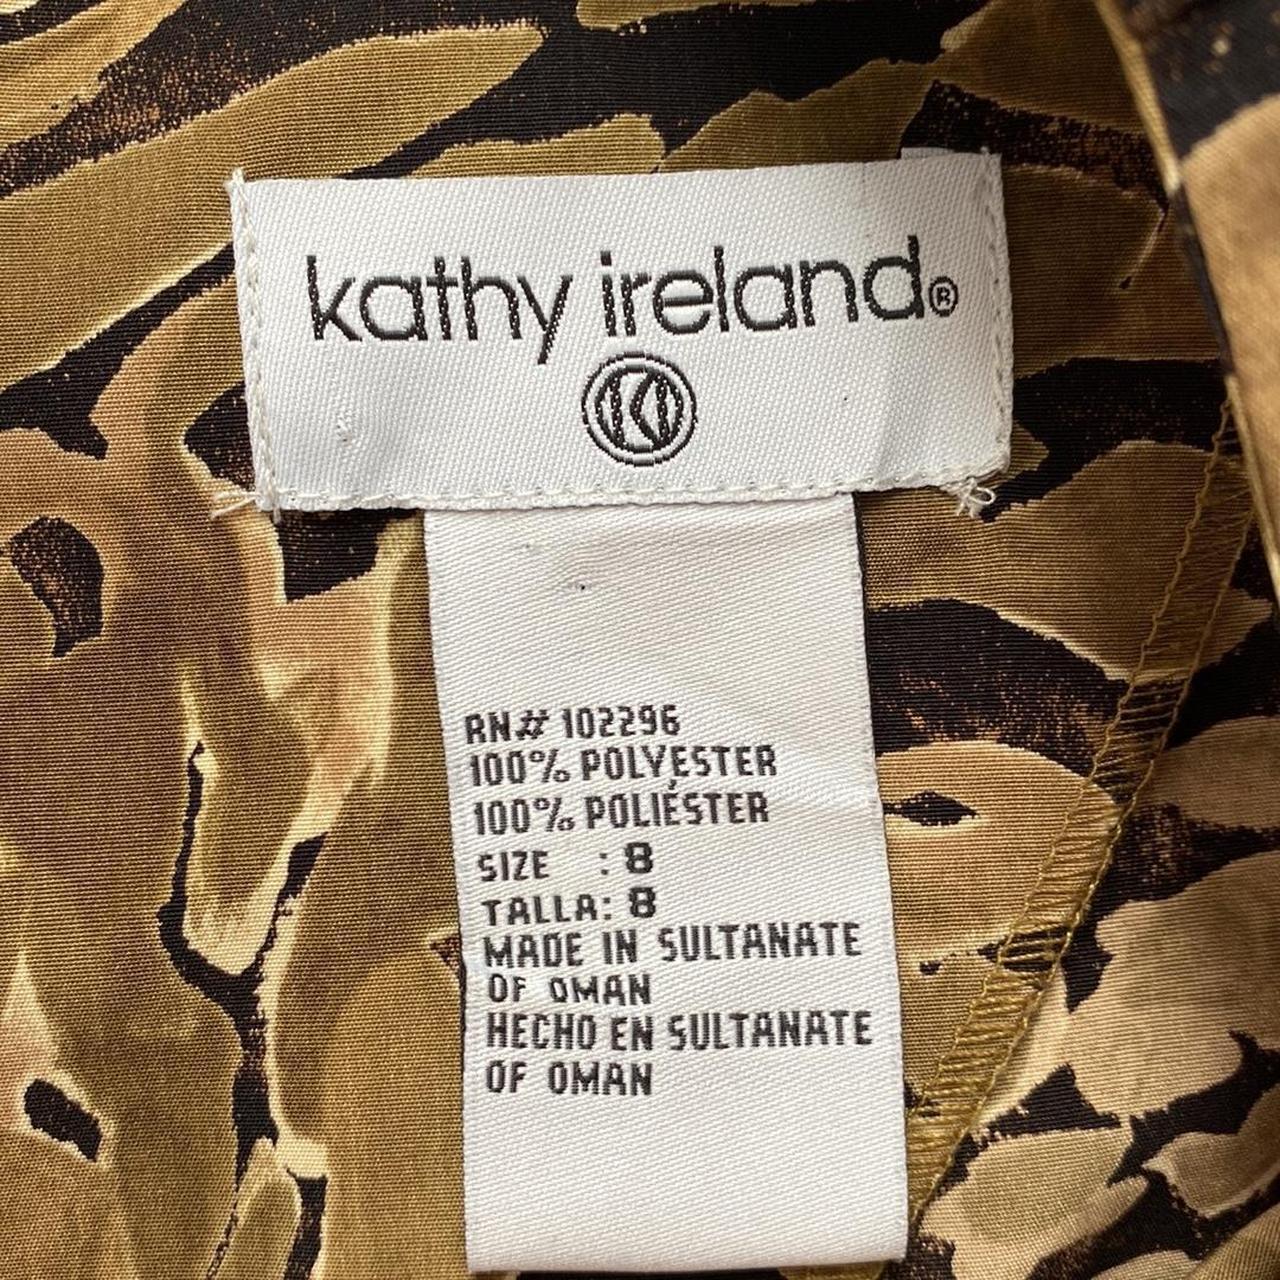 kathy ireland®
KI
RN# 102296
100% POLYESTER
100% POLIÉSTER
SIZE : 8
TALLA: 8
MADE IN SULTANATE
OF OMAN
HECHO EN SULTANATE
OF OMAN